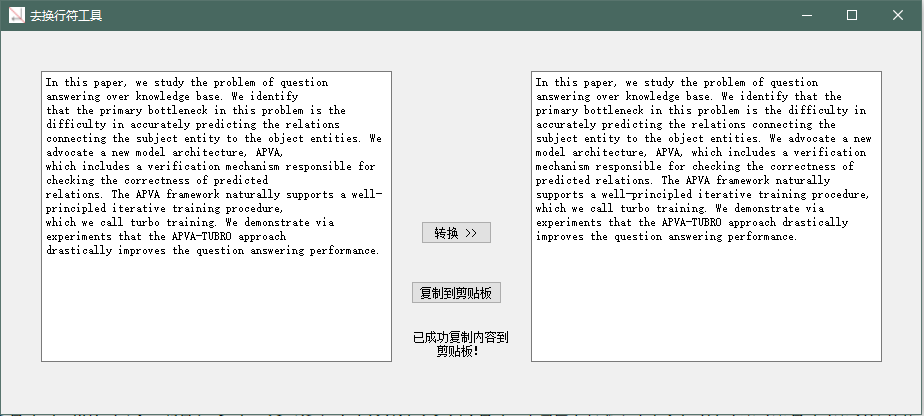 去换行符工具
In this paper, we study the problem of question
answering over knowledge base. We identify
that the primary bottleneck in this problem is the
difficulty in accurately predicting the relations
connecting the subject entity to the object entities. We
advocate a new model architecture, APVA,
which includes a verification mechanism responsible for
checking the correctness of predicted
relations. The APVA framework naturally supports a well-
principled iterative training procedure,
which we call turbo training. We demonstrate via
experiments that the APVA-TUBRO approach
drastically improves the question answering performance.
转换 >>
复制到剪贴板
已成功复制内容到
剪贴板!
In this paper, we study the problem of question
answering over knowledge base. We identify that the
primary bottleneck in this problem is the difficulty in
accurately predicting the relations connecting the
subject entity to the object entities. We advocate a new
model architecture, APVA, which includes a verification
mechanism responsible for checking the correctness of
predicted relations. The APVA framework naturally
supports a well-principled iterative training procedure,
which we call turbo training. We demonstrate via
experiments that the APVA-TUBRO approach drastically
improves the question answering performance.